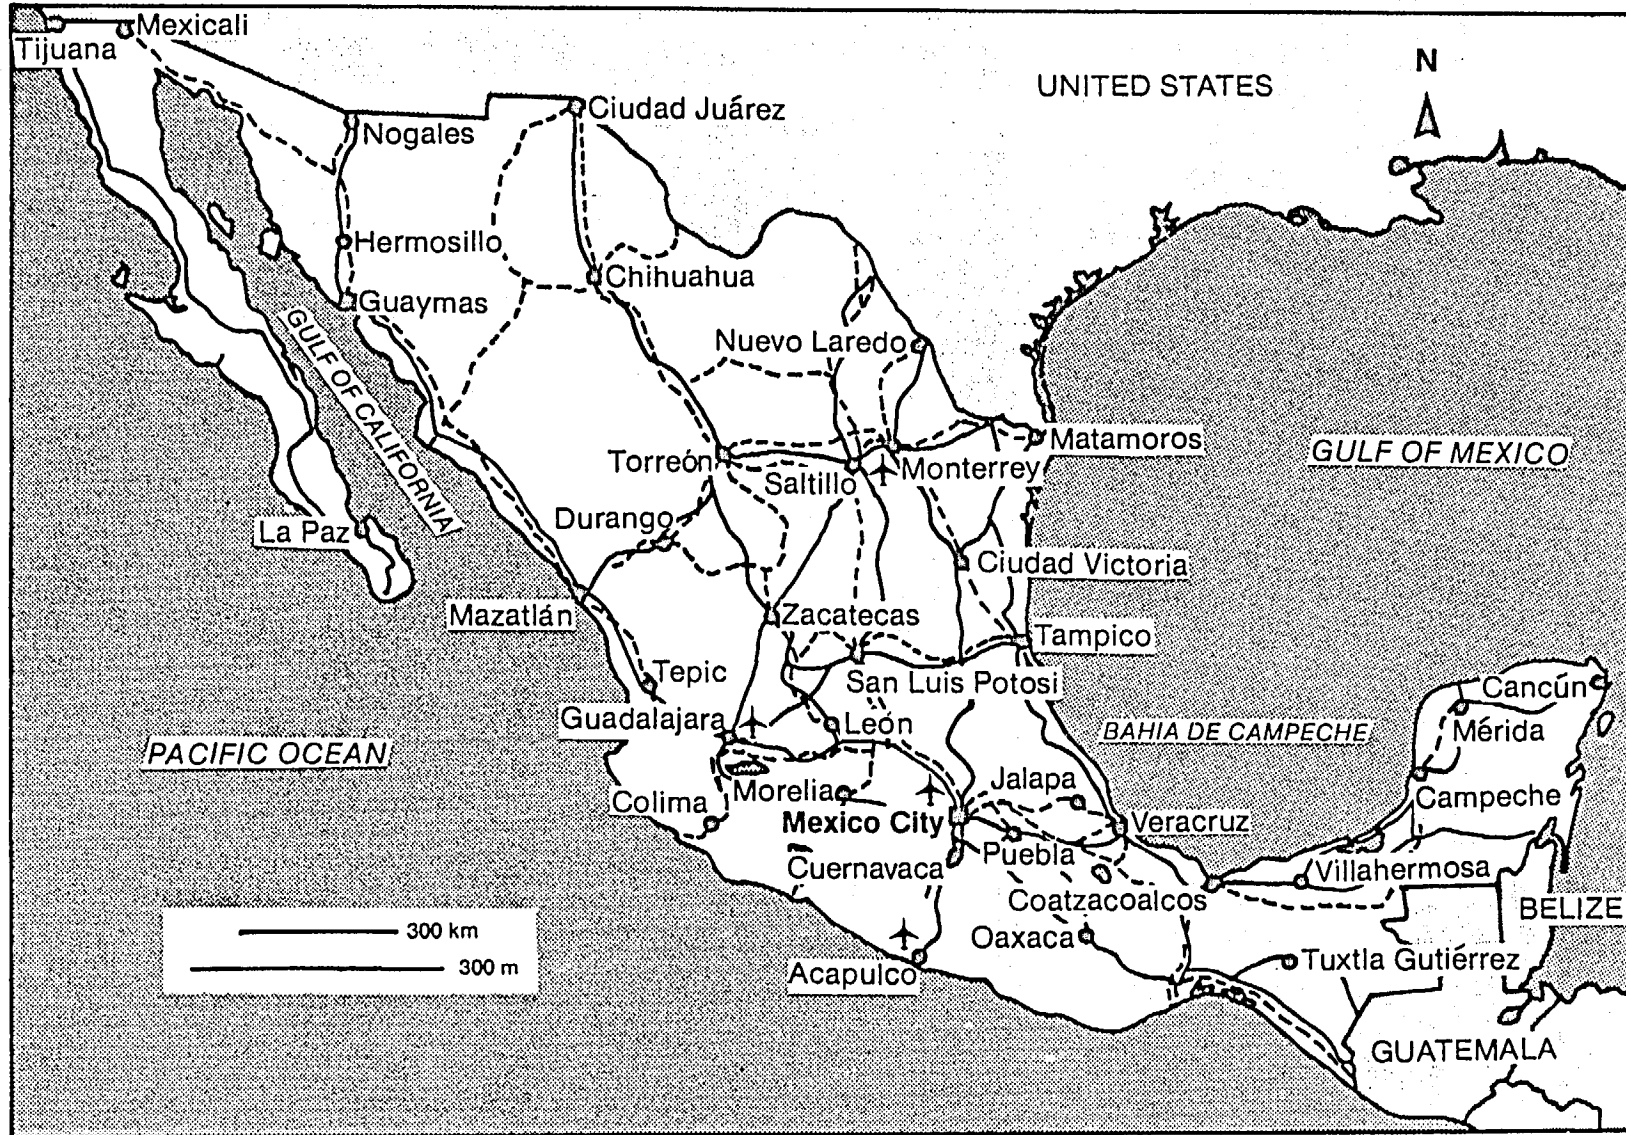 Mexicali
Tijuana
N
UNITED STATES
Ciudad Juárez
Nogales
Hermosillo
Chihuahua
Guaymas
GULF OF CALIFORNIA
Nuevo Laredo
Matamoros
GULF OF MEXICO
Torreón
Saltillo
Monterrey
Durango
La Paz
Ciudad Victoria
Mazatlán
Zacatecas
Tampico
Tepic
San Luis Potosi
Cancún
Guadalajara
León
BAHIA DE CAMPECHE
Mérida
PACIFIC OCEAN
Jalapa
Morelia
Campeche
Colima
Mexico City
Veracruz
Puebla
Cuernavaca
Villahermosa
Coatzacoalcos
BELIZE
300 km
Oaxaca
300 m
Acapulco
Tuxtla Gutiérrez
GUATEMALA